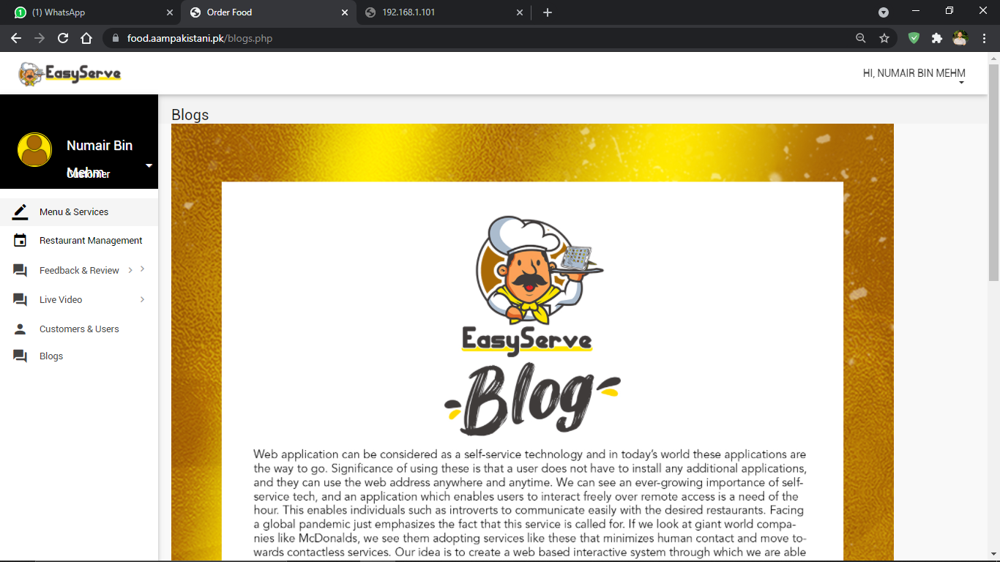 (1) WhatsApp
Order Food
192.168.1.101
food.aampakistani.pk/blogs.php
EasyServe
HI, NUMAIR BIN MEHM
Numair Bin
Mehm
Customer
Menu & Services
Restaurant Management
Feedback & Review
Live Video
Customers & Users
Blogs
Blogs
EasyServe
Blog
Web application can be considered as a self-service technology and in today's world these applications are
the way to go. Significance of using these is that a user does not have to install any additional applications,
and they can use the web address anywhere and anytime. We can see an ever-growing importance of self-
service tech, and an application which enables users to interact freely over remote access is a need of the
hour. This enables individuals such as introverts to communicate easily with the desired restaurants. Facing
a global pandemic just emphasizes the fact that this service is called for. If we look at giant world compa-
nies like McDonalds, we see them adopting services like these that minimizes human contact and move to-
wards contactless services. Our idea is to create a web based interactive system through which we are able